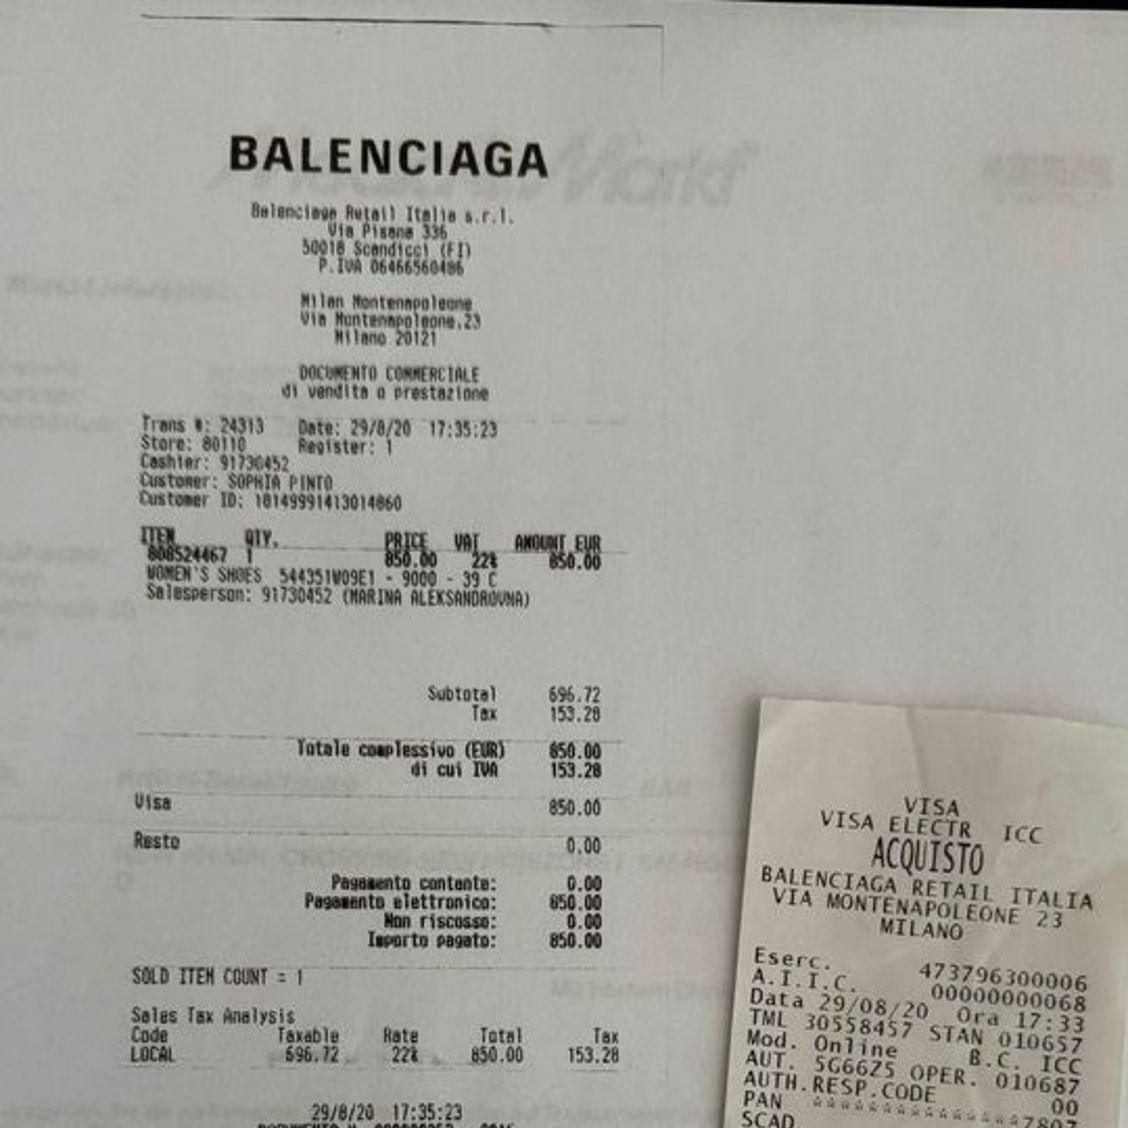 BALENCIAGA
Balenciaga Retail Italia s.r.l.
Via Pisana 336
50018 Scandicci (FI)
P.IVA 06466560486
Milan Montenapoleone
Via Montenapoleone,23
Milano 20121
DOCUMENTO COMMERCIALE
di vendita o prestazione
Trans #: 24313 Date: 29/8/20 17:35:23
Store: 80110 Register: 1
Cashier: 91730452
Customer: SOPHIA PINTO
Customer ID: 18149991413014860
ITEM QTY. PRICE VAT AMOUNT EUR
808524467 1 850.00 22% 850.00
WOMEN'S SHOES 544351W09E1 - 9000 - 39 C
Salesperson: 91730452 (MARINA ALEKSANDROVNA)
Subtotal 696.72
Tax 153.28
Totale complessivo (EUR) 850.00
di cui IVA 153.28
Visa 850.00
Resto 0.00
Pagamento contante: 0.00
Pagamento elettronico: 850.00
Non riscosso: 0.00
Importo pagato: 850.00
SOLD ITEM COUNT = 1
Sales Tax Analysis
Code Taxable Rate Total Tax
LOCAL 696.72 22% 850.00 153.28
29/8/20 17:35:23
VISA
VISA ELECTR ICC
ACQUISTO
BALENCIAGA RETAIL ITALIA
VIA MONTENAPOLEONE 23
MILANO
Eserc. 473796300006
A.I.I.C. 00000000068
Data 29/08/20 Ora 17:33
TML 30558457 STAN 010657
Mod. Online B.C. ICC
AUT. 5G66Z5 OPER. 010687
AUTH.RESP.CODE 00
PAN ***************7807
SCAD